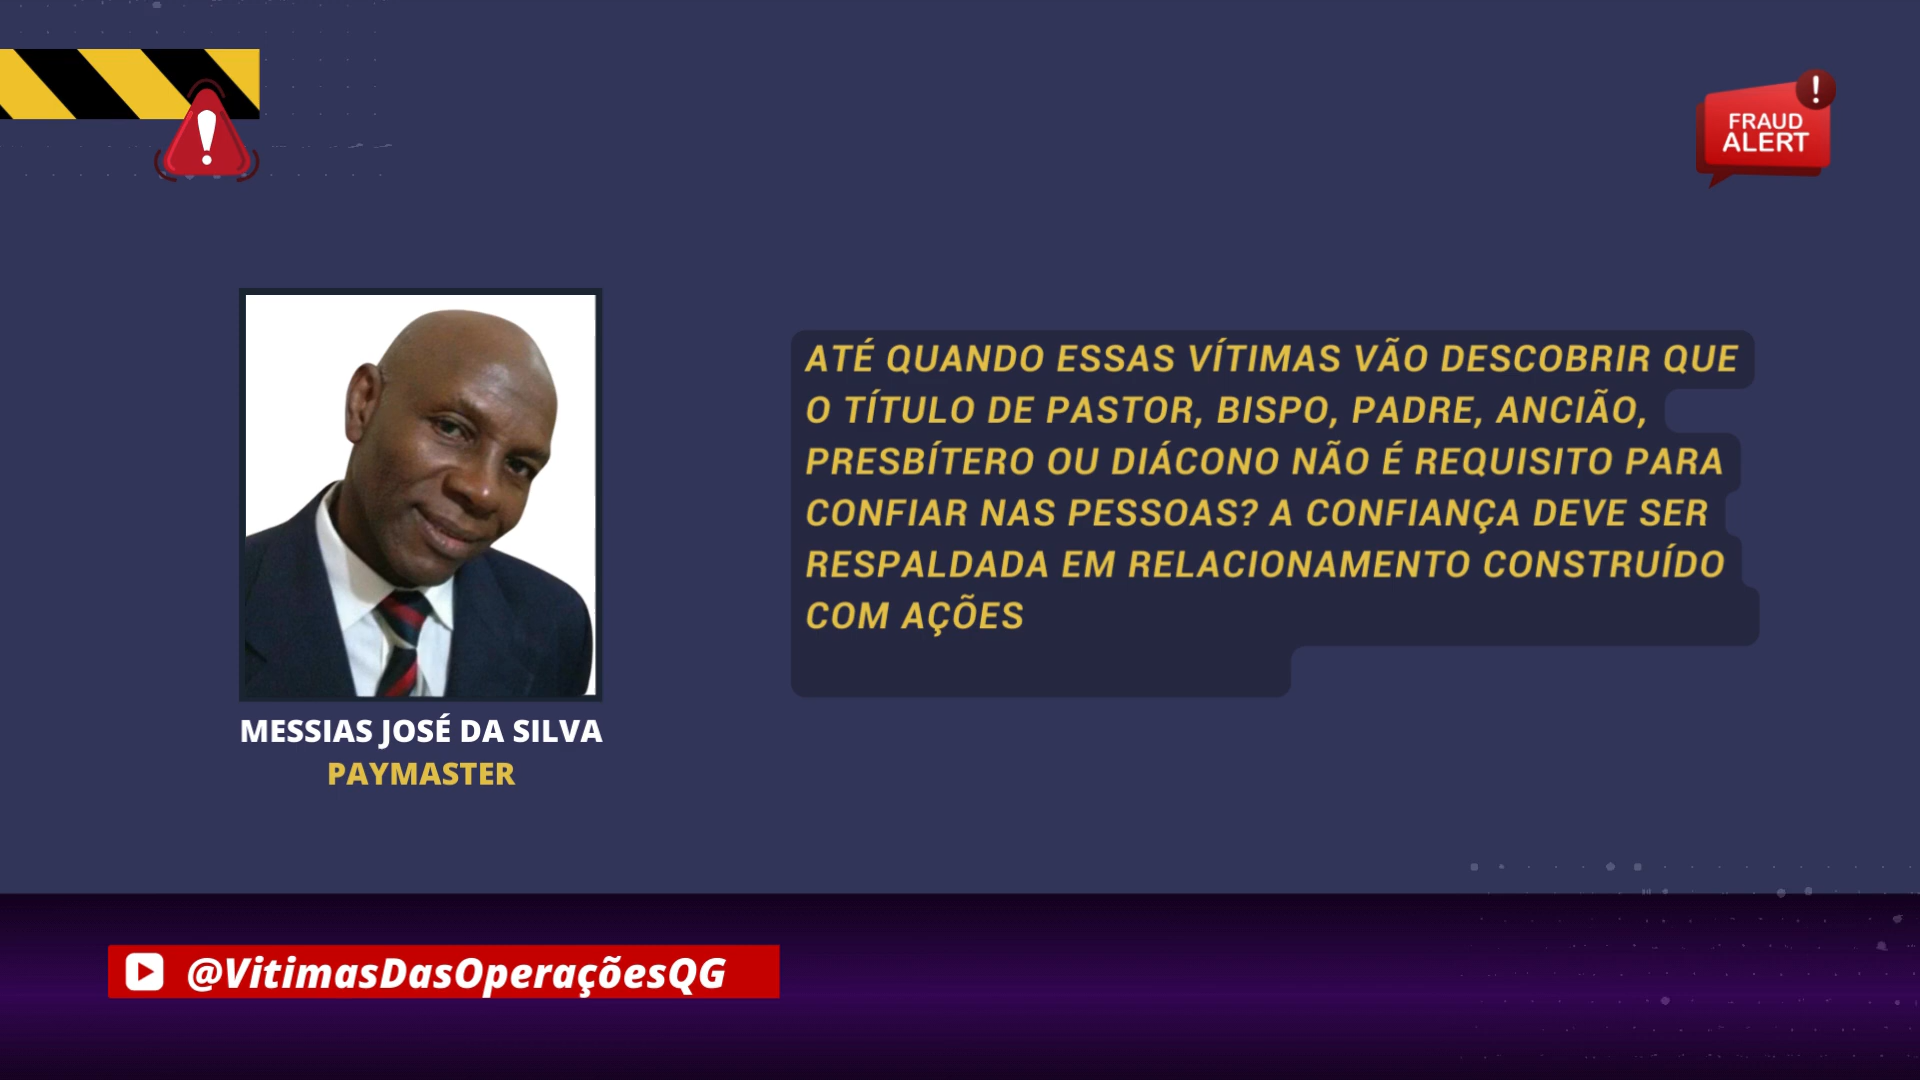 FRAUD
ALERT
ATÉ QUANDO ESSAS VÍTIMAS VÃO DESCOBRIR QUE
O TÍTULO DE PASTOR, BISPO, PADRE, ANCIÃO,
PRESBÍTERO OU DIÁCONO NÃO É REQUISITO PARA
CONFIAR NAS PESSOAS? A CONFIANÇA DEVE SER
RESPALDADA EM RELACIONAMENTO CONSTRUÍDO
COM AÇÕES
MESSIAS JOSÉ DA SILVA
PAYMASTER
@VitimasDasOperaçõesQG